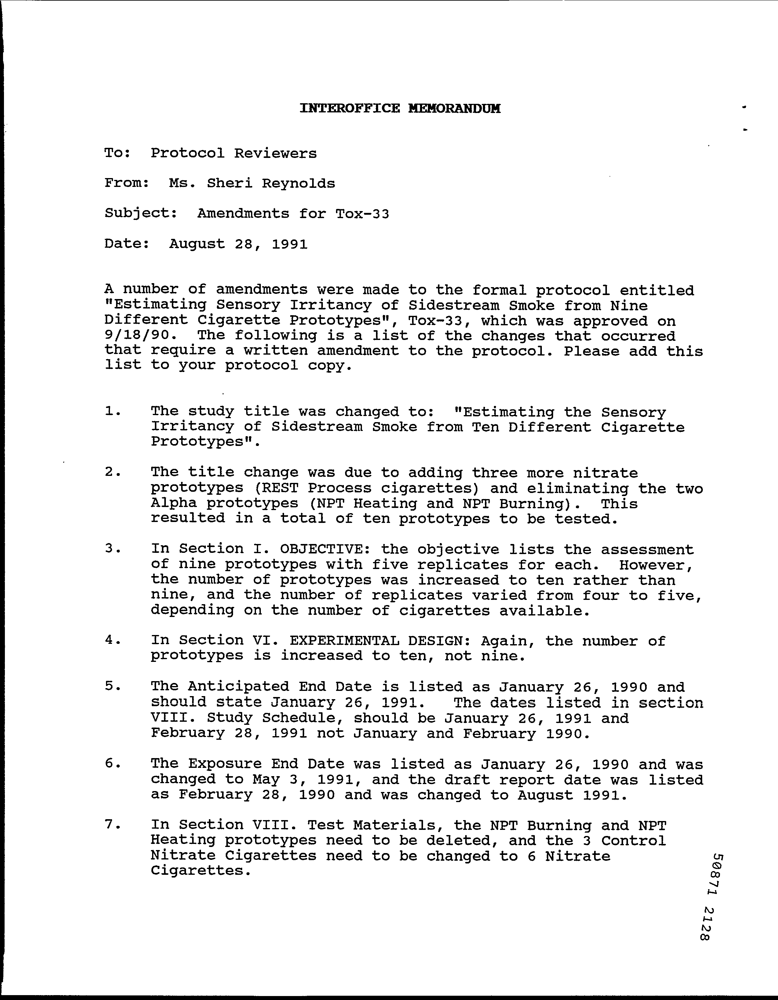 INTEROFFICE MEMORANDUM
To:  Protocol Reviewers
From:  Ms. Sheri Reynolds
Subject:  Amendments for Tox-33
Date:  August 28, 1991
A number of amendments were made to the formal protocol entitled
"Estimating Sensory Irritancy of Sidestream Smoke from Nine
Different Cigarette Prototypes", Tox-33, which was approved on
9/18/90.  The following is a list of the changes that occurred
that require a written amendment to the protocol. Please add this
list to your protocol copy.
1.   The study title was changed to:  "Estimating the Sensory
Irritancy of Sidestream Smoke from Ten Different Cigarette
Prototypes".
2.   The title change was due to adding three more nitrate
prototypes (REST Process cigarettes) and eliminating the two
Alpha prototypes (NPT Heating and NPT Burning).  This
resulted in a total of ten prototypes to be tested.
3.   In Section I. OBJECTIVE: the objective lists the assessment
of nine prototypes with five replicates for each.  However,
the number of prototypes was increased to ten rather than
nine, and the number of replicates varied from four to five,
depending on the number of cigarettes available.
4.   In Section VI. EXPERIMENTAL DESIGN: Again, the number of
prototypes is increased to ten, not nine.
5.   The Anticipated End Date is listed as January 26, 1990 and
should state January 26, 1991.   The dates listed in section
VIII. Study Schedule, should be January 26, 1991 and
February 28, 1991 not January and February 1990.
6.   The Exposure End Date was listed as January 26, 1990 and was
changed to May 3, 1991, and the draft report date was listed
as February 28, 1990 and was changed to August 1991.
7.   In Section VIII. Test Materials, the NPT Burning and NPT
Heating prototypes need to be deleted, and the 3 Control
Nitrate Cigarettes need to be changed to 6 Nitrate
Cigarettes.
50871 2128